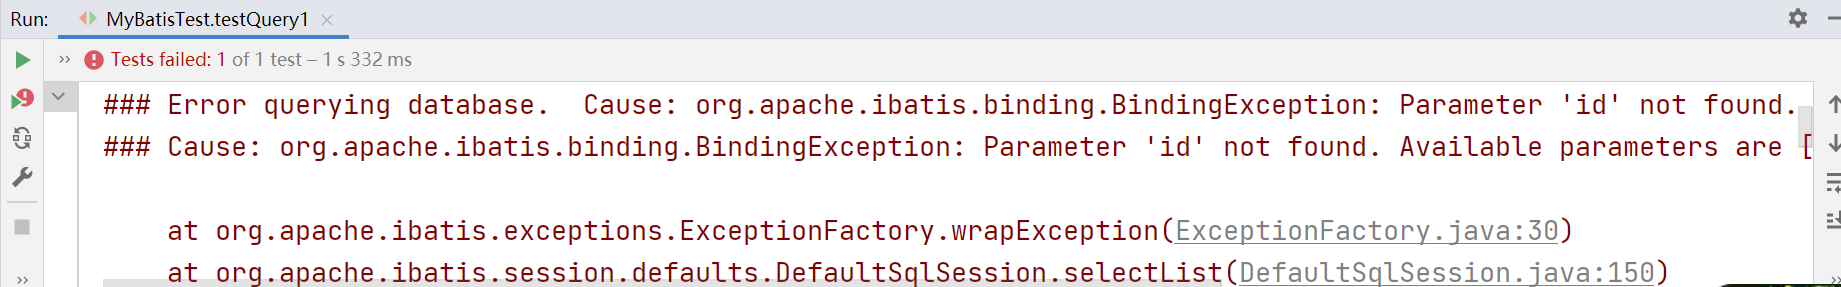 Run: MyBatisTest.testQuery1 ×
>> Tests failed: 1 of 1 test – 1 s 332 ms
### Error querying database.  Cause: org.apache.ibatis.binding.BindingException: Parameter 'id' not found.
### Cause: org.apache.ibatis.binding.BindingException: Parameter 'id' not found. Available parameters are [
at org.apache.ibatis.exceptions.ExceptionFactory.wrapException(ExceptionFactory.java:30)
at org.apache.ibatis.session.defaults.DefaultSqlSession.selectList(DefaultSqlSession.java:150)